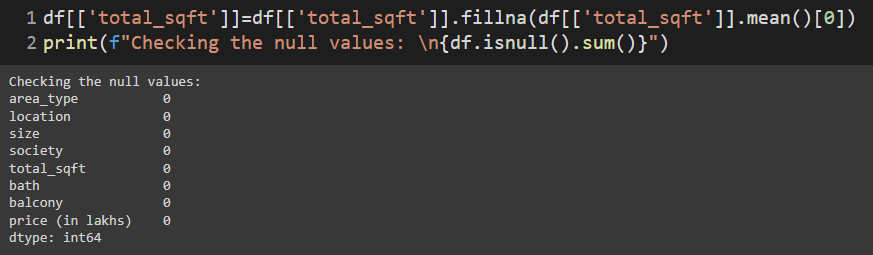 1 df[['total_sqft']]=df[['total_sqft']].fillna(df[['total_sqft']].mean()[0])
2 print(f"Checking the null values: \n{df.isnull().sum()}")
Checking the null values:
area_type 0
location 0
size 0
society 0
total_sqft 0
bath 0
balcony 0
price (in lakhs) 0
dtype: int64